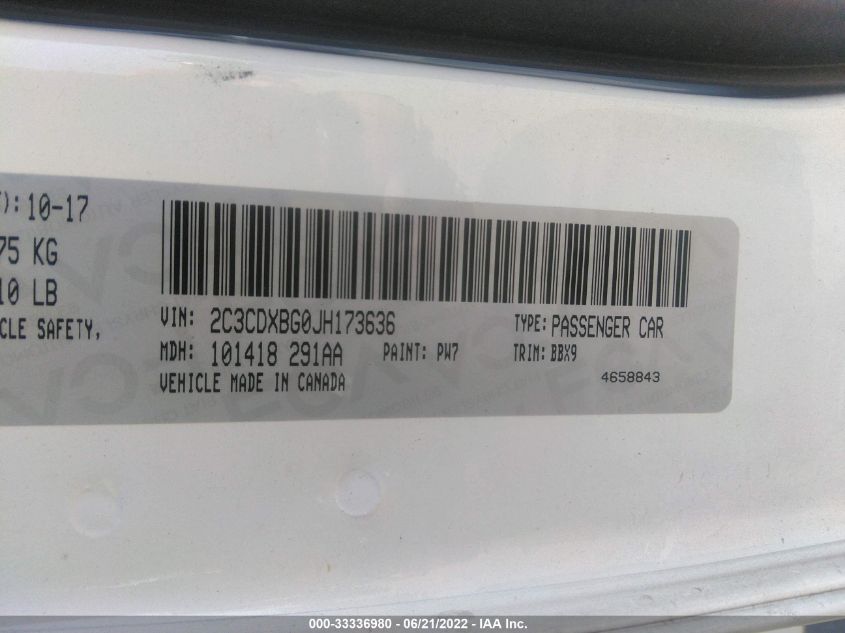 T): 10-17
75 KG
10 LB
CLE SAFETY,
VIN: 2C3CDXBG0JH173636 TYPE: PASSENGER CAR
MDH: 101418 291AA PAINT: PW7 TRIM: BBX9
VEHICLE MADE IN CANADA 4658843
000-33336980 - 06/21/2022 - IAA Inc.